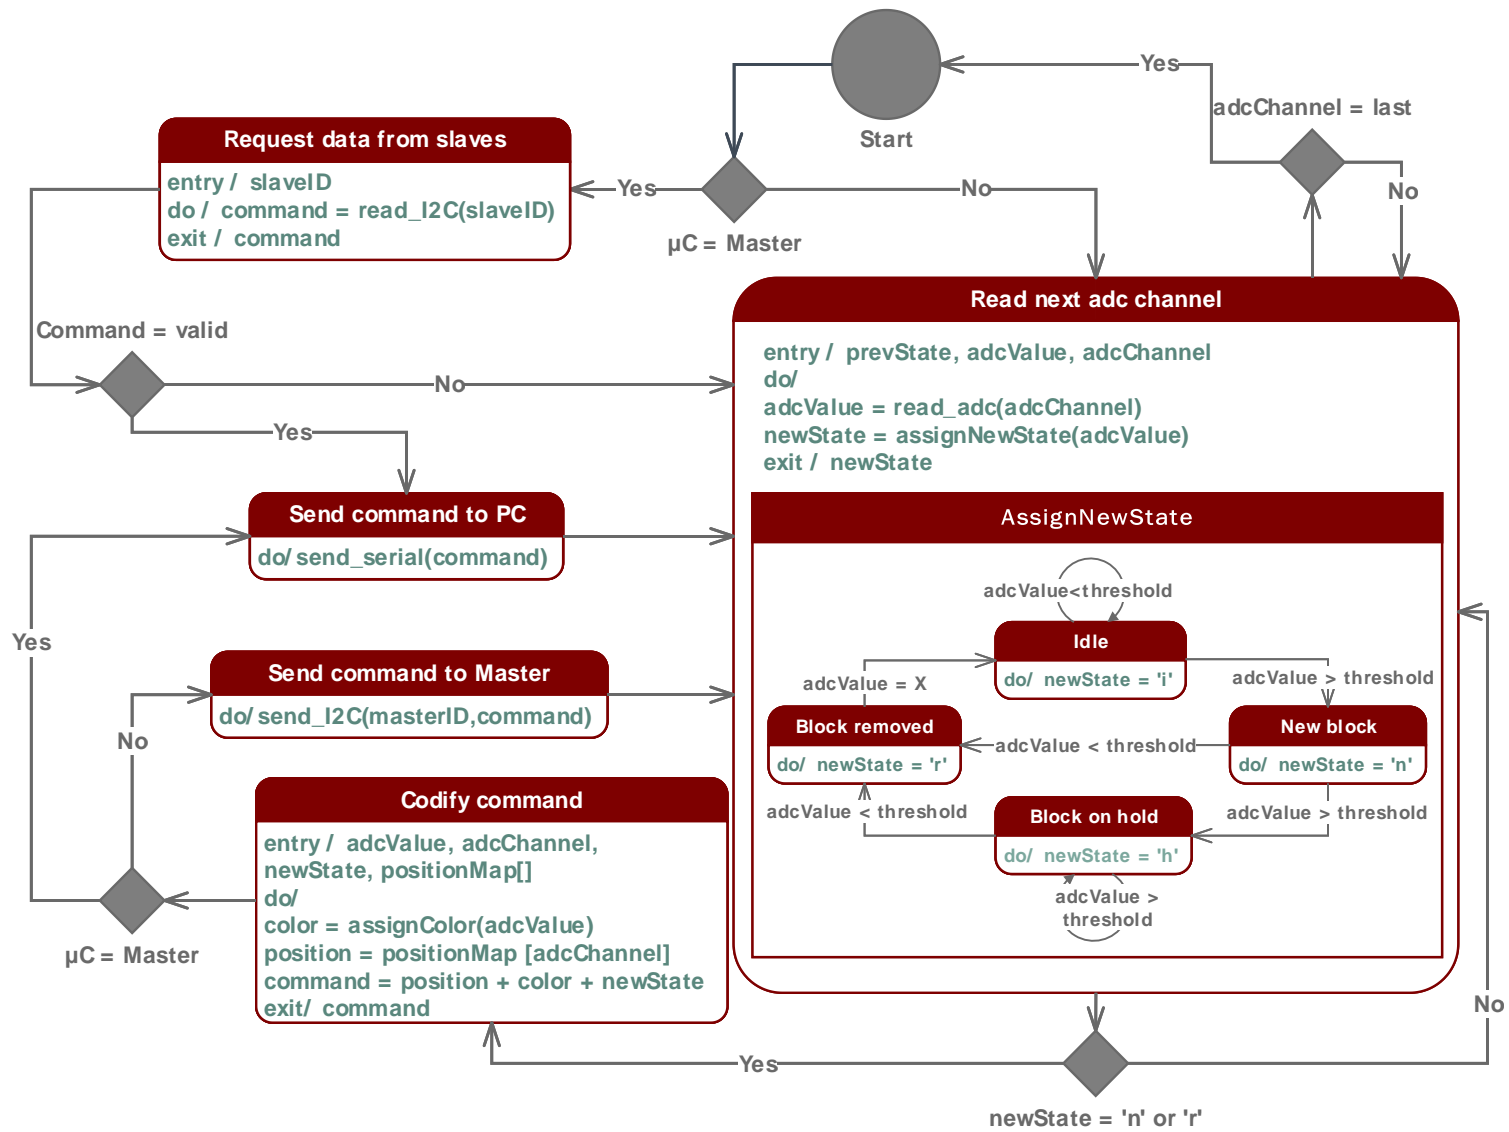 Yes
adcChannel = last
Start
No
Request data from slaves
entry / slaveID
do / command = read_I2C(slaveID)
exit / command
Yes
No
µC = Master
Command = valid
No
Yes
Read next adc channel
entry / prevState, adcValue, adcChannel
do/
adcValue = read_adc(adcChannel)
newState = assignNewState(adcValue)
exit / newState
Send command to PC
do/ send_serial(command)
AssignNewState
adcValue<threshold
Idle
do/ newState = 'i'
adcValue = X
adcValue > threshold
Block removed
do/ newState = 'r'
adcValue < threshold
New block
do/ newState = 'n'
adcValue < threshold
Block on hold
do/ newState = 'h'
adcValue > threshold
adcValue >
threshold
Yes
Send command to Master
do/ send_I2C(masterID,command)
No
Codify command
entry / adcValue, adcChannel,
newState, positionMap[]
do/
color = assignColor(adcValue)
position = positionMap [adcChannel]
command = position + color + newState
exit/ command
µC = Master
No
Yes
newState = 'n' or 'r'